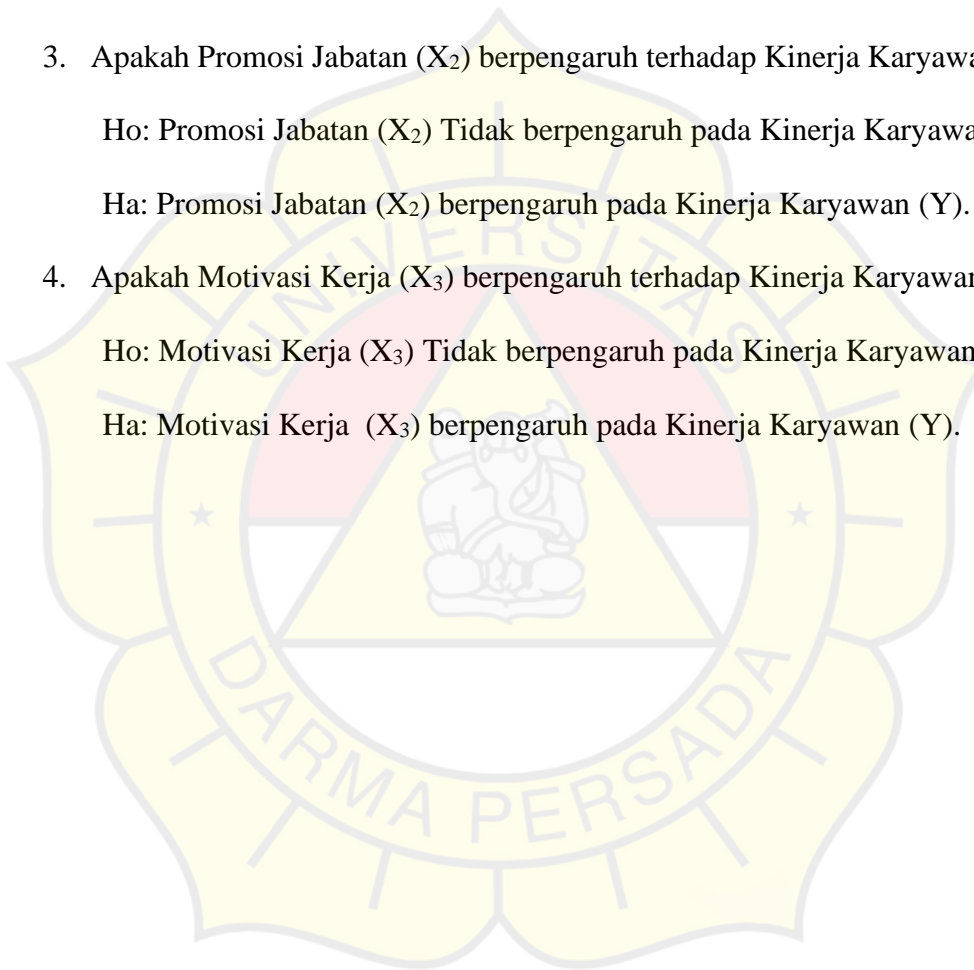 3. Apakah Promosi Jabatan (X₂) berpengaruh terhadap Kinerja
Ho: Promosi Jabatan (X₂) Tidak berpengaruh pada Kinerja
Ha: Promosi Jabatan (X₂) berpengaruh pada Kinerja Karyawan (Y).
4. Apakah Motivasi Kerja (X₃) berpengaruh terhadap Kinerja Karyawan
Ho: Motivasi Kerja (X₃) Tidak berpengaruh pada Kinerja Karyawan
Ha: Motivasi Kerja (X₃) berpengaruh pada Kinerja Karyawan (Y).
UNIVERSITAS
DARMA PERSADA